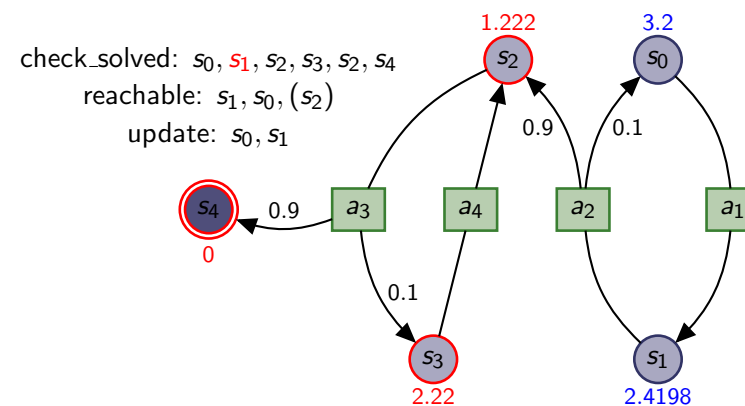 1.222
3.2
check_solved: s₀, s₁, s₂, s₃, s₂, s₄
s₂
s₀
reachable: s₁, s₀, (s₂)
0.9
0.1
update: s₀, s₁
s₄
0.9
a₃
a₄
a₂
a₁
0
0.1
s₃
s₁
2.22
2.4198